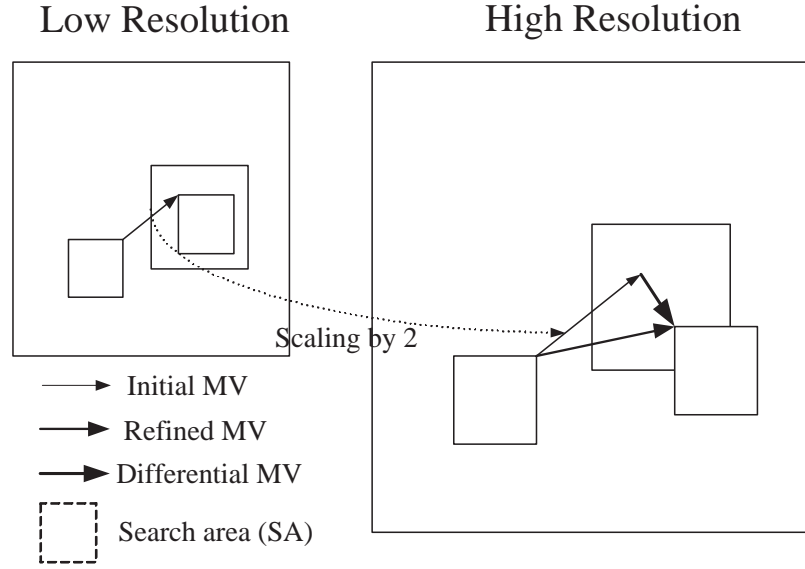 Low Resolution
High Resolution
Scaling by 2
Initial MV
Refined MV
Differential MV
Search area (SA)